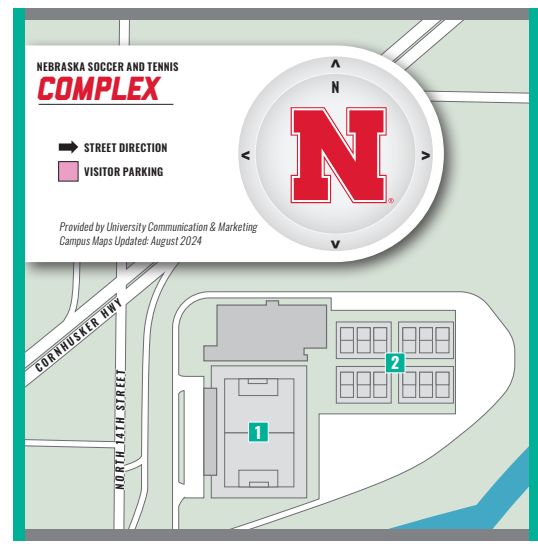 NEBRASKA SOCCER AND TENNIS
COMPLEX
STREET DIRECTION
VISITOR PARKING
Provided by University Communication & Marketing
Campus Maps Updated: August 2024
N
N
®
CORNHUSKER HWY
NORTH 14TH STREET
1
2